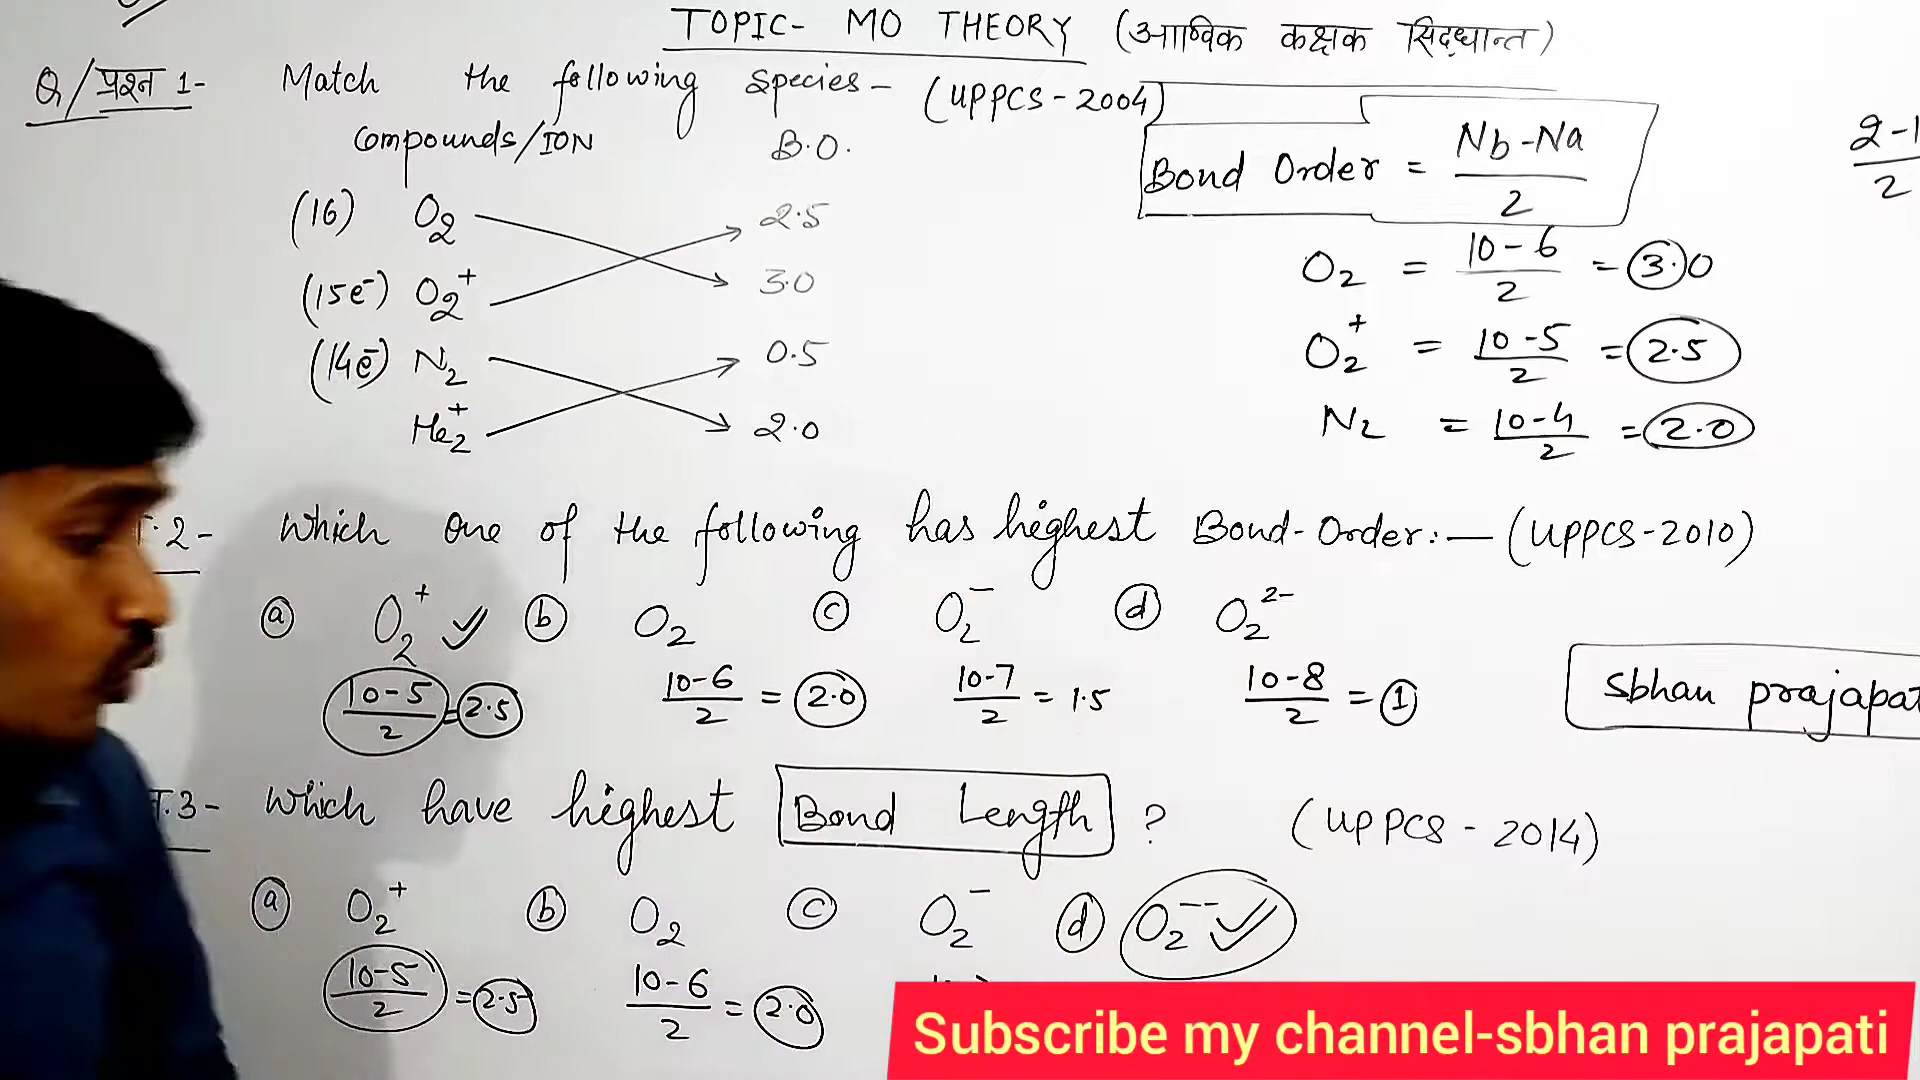 TOPIC- MO THEORY (आण्विक कक्षक सिद्धान्त)
Q/प्रश्न 1- Match the following Species- (UPPCS-2004)
Compounds/ION B.O.
(16) O₂ 2.5
(15e⁻) O₂⁺ 3.0
(14e⁻) N₂ 0.5
He₂⁺ 2.0
Bond Order = Nb-Na / 2
2-1 / 2
O₂ = 10-6 / 2 = 3.0
O₂⁺ = 10-5 / 2 = 2.5
N₂ = 10-4 / 2 = 2.0
2- Which one of the following has highest Bond-Order:— (UPPCS-2010)
(a) O₂⁺ ✓ (b) O₂ (c) O₂⁻ (d) O₂²⁻
10-5 / 2 = 2.5 10-6 / 2 = 2.0 10-7 / 2 = 1.5 10-8 / 2 = 1
Sbhan prajapat
3- Which have highest Bond Length ? (UPPCS-2014)
(a) O₂⁺ (b) O₂ (c) O₂⁻ (d) O₂⁻⁻ ✓
10-5 / 2 = 2.5 10-6 / 2 = 2.0
Subscribe my channel-sbhan prajapati